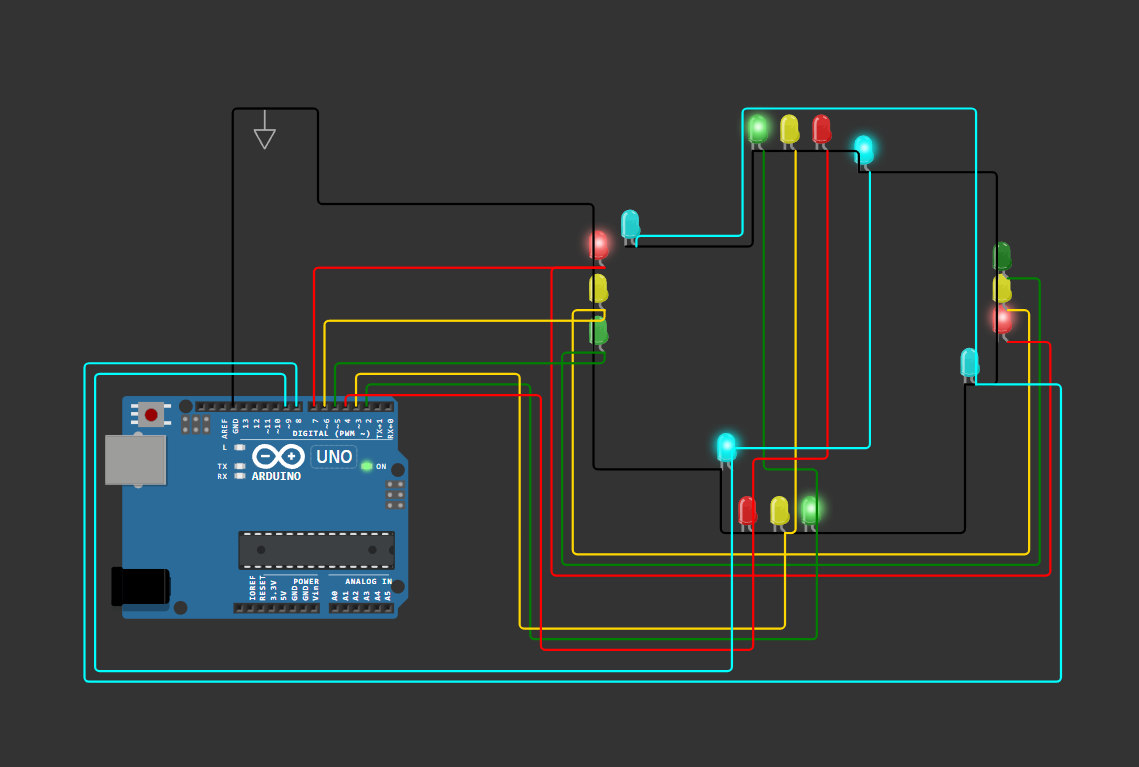 AREF
GND
13
12
~11
~10
~9
8
7
~6
~5
4
~3
2
TX→1
RX←0
DIGITAL (PWM ~)
L
TX
RX
UNO
ON
ARDUINO
IOREF
RESET
3.3V
5V
GND
GND
Vin
POWER
ANALOG IN
A0
A1
A2
A3
A4
A5